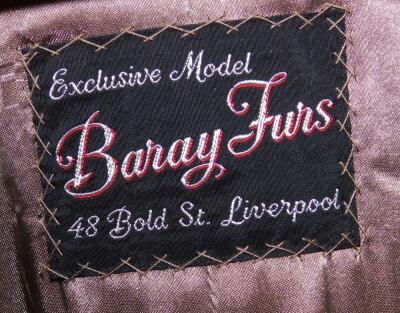 Exclusive Model
Baray Furs
48 Bold St. Liverpool